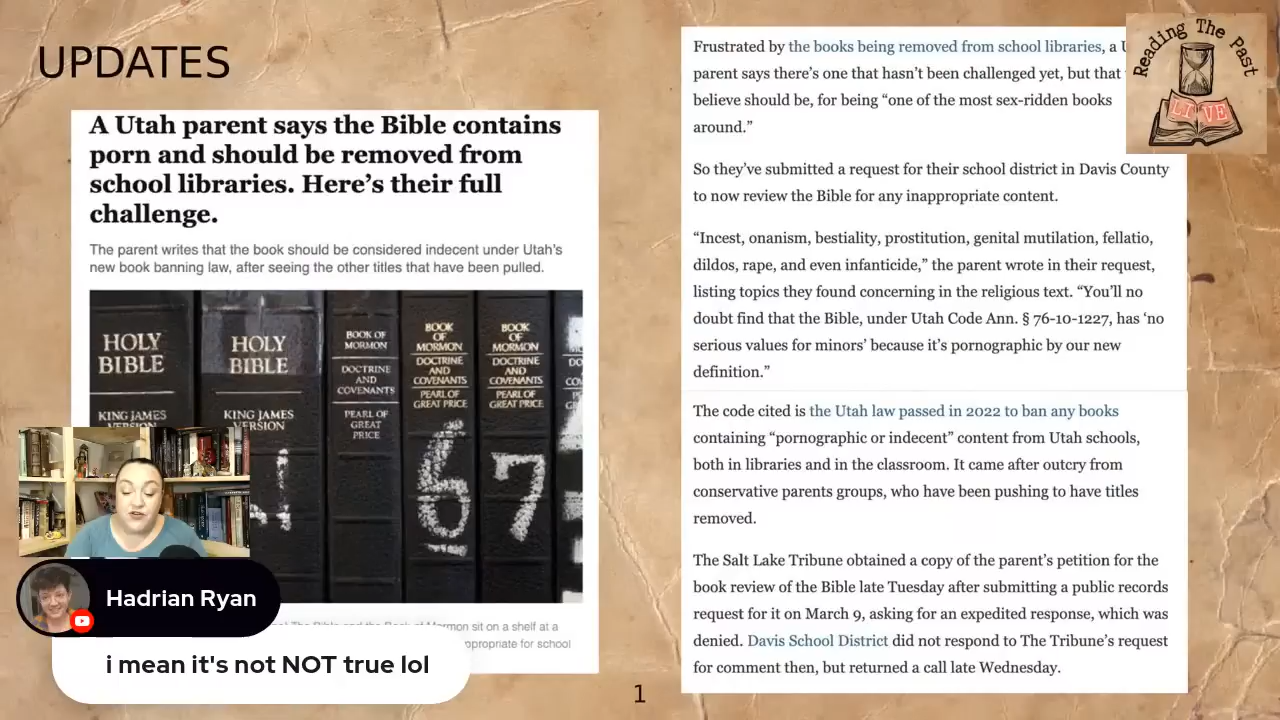 UPDATES
A Utah parent says the Bible contains
porn and should be removed from
school libraries. Here's their full
challenge.
The parent writes that the book should be considered indecent under Utah's
new book banning law, after seeing the other titles that have been pulled.
HOLY
BIBLE
KING JAMES
VERSION
HOLY
BIBLE
KING JAMES
VERSION
BOOK OF
MORMON
DOCTRINE
AND
COVENANTS
PEARL OF
GREAT PRICE
BOOK
OF
MORMON
DOCTRINE
AND
COVENANTS
PEARL OF
GREAT PRICE
6
BOOK
OF
MORMON
DOCTRINE
AND
COVENANTS
PEARL OF
GREAT PRICE
7
The Bible and the Book of Mormon sit on a shelf at a
for school
Hadrian Ryan
i mean it's not NOT true lol
Frustrated by the books being removed from school libraries, a U
parent says there's one that hasn't been challenged yet, but that
believe should be, for being “one of the most sex-ridden books
around.”
So they've submitted a request for their school district in Davis County
to now review the Bible for any inappropriate content.
“Incest, onanism, bestiality, prostitution, genital mutilation, fellatio,
dildos, rape, and even infanticide,” the parent wrote in their request,
listing topics they found concerning in the religious text. “You'll no
doubt find that the Bible, under Utah Code Ann. § 76-10-1227, has ‘no
serious values for minors’ because it's pornographic by our new
definition.”
The code cited is the Utah law passed in 2022 to ban any books
containing “pornographic or indecent” content from Utah schools,
both in libraries and in the classroom. It came after outcry from
conservative parents groups, who have been pushing to have titles
removed.
The Salt Lake Tribune obtained a copy of the parent's petition for the
book review of the Bible late Tuesday after submitting a public records
request for it on March 9, asking for an expedited response, which was
denied. Davis School District did not respond to The Tribune's request
for comment then, but returned a call late Wednesday.
Reading The Past
LIVE
1